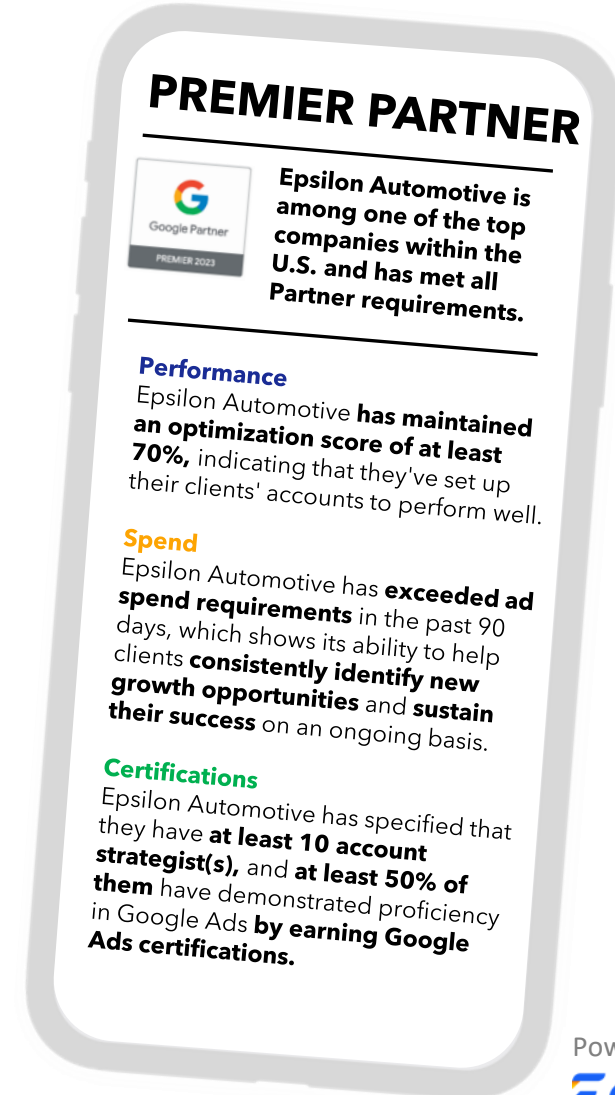 PREMIER PARTNER
Google Partner
PREMIER 2023
Epsilon Automotive is
among one of the top
companies within the
U.S. and has met all
Partner requirements.
Performance
Epsilon Automotive has maintained
an optimization score of at least
70%, indicating that they've set up
their clients' accounts to perform well.
Spend
Epsilon Automotive has exceeded ad
spend requirements in the past 90
days, which shows its ability to help
clients consistently identify new
growth opportunities and sustain
their success on an ongoing basis.
Certifications
Epsilon Automotive has specified that
they have at least 10 account
strategist(s), and at least 50% of
them have demonstrated proficiency
in Google Ads by earning Google
Ads certifications.